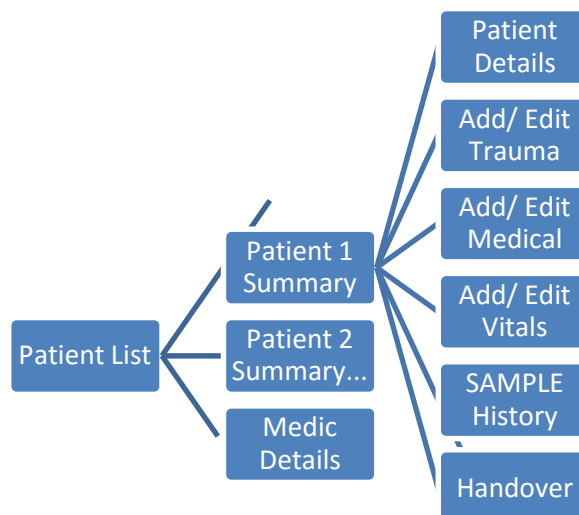 Patient
Details
Add/ Edit
Trauma
Add/ Edit
Medical
Patient 1
Summary
Add/ Edit
Vitals
Patient List
Patient 2
Summary...
SAMPLE
History
Medic
Details
Handover